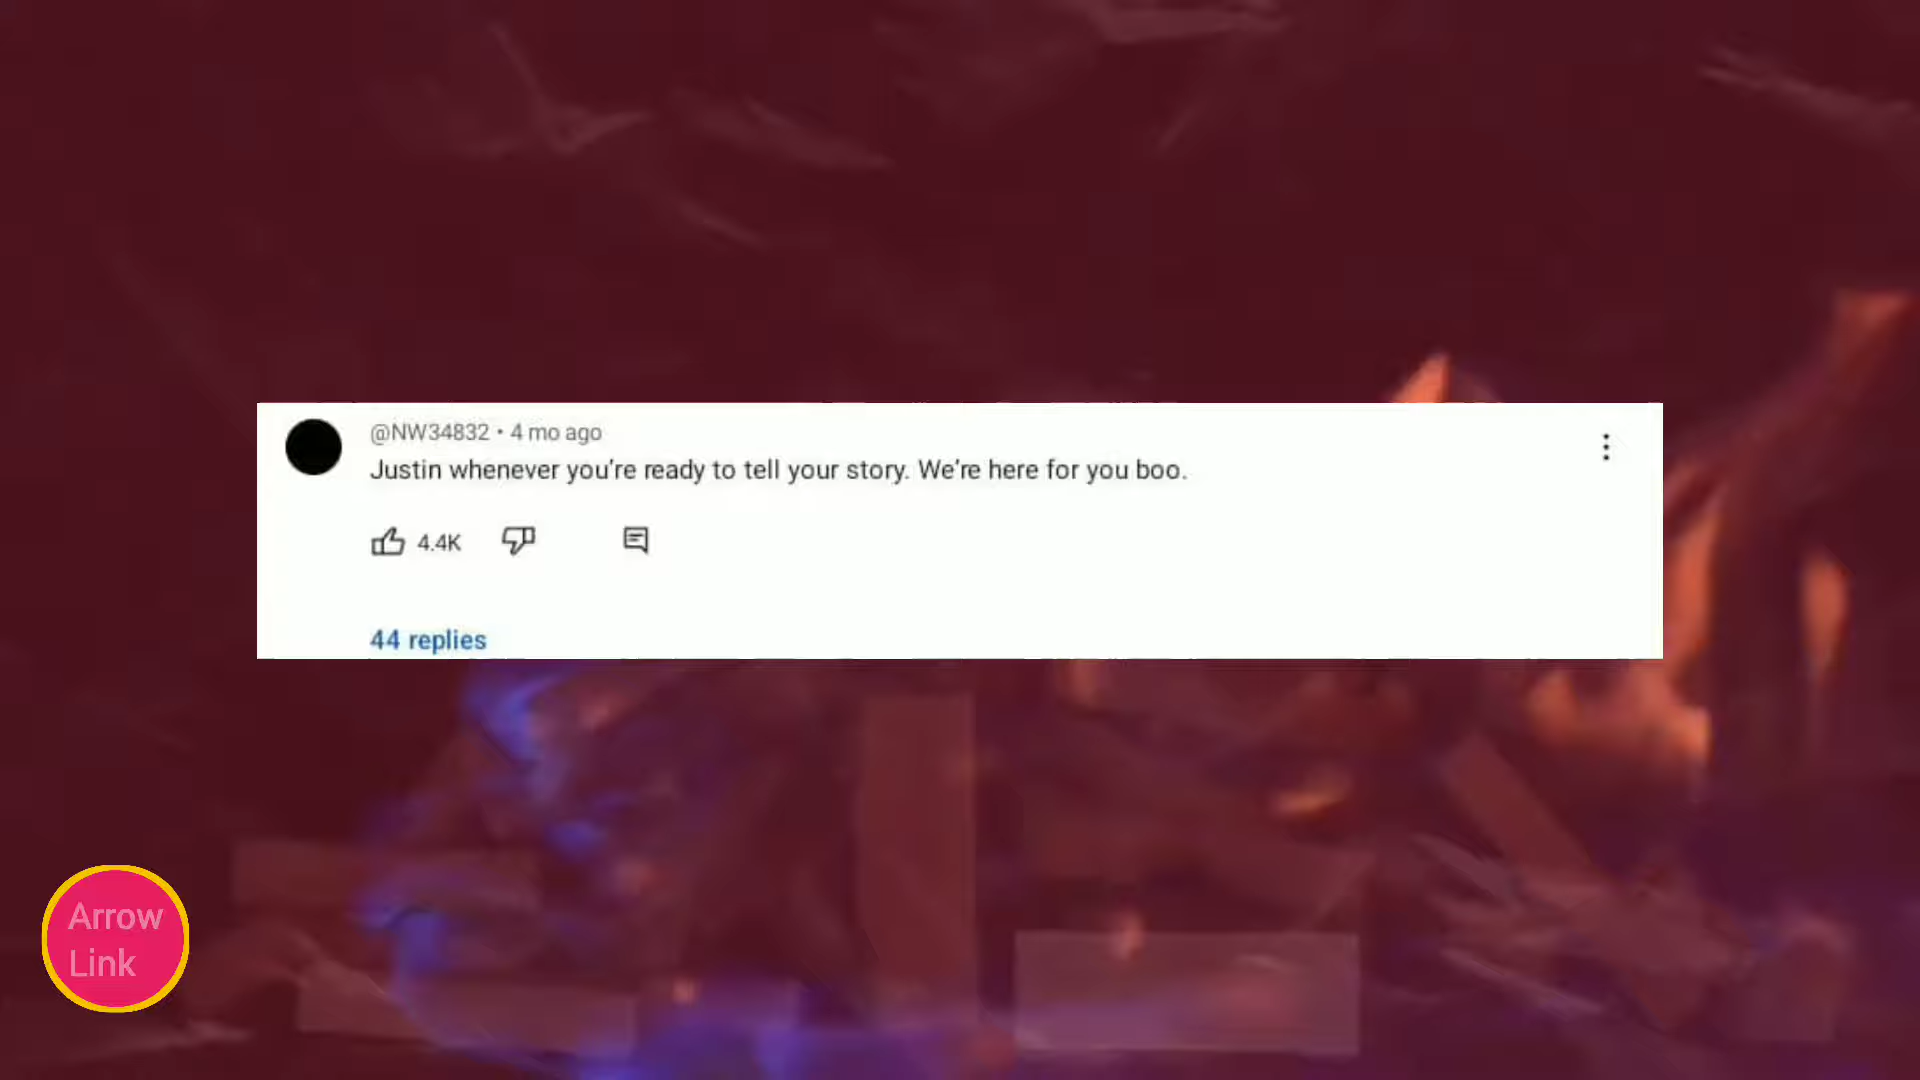 @NW34832 • 4 mo ago
Justin whenever you're ready to tell your story. We're here for you boo.
4.4K
44 replies
Arrow
Link